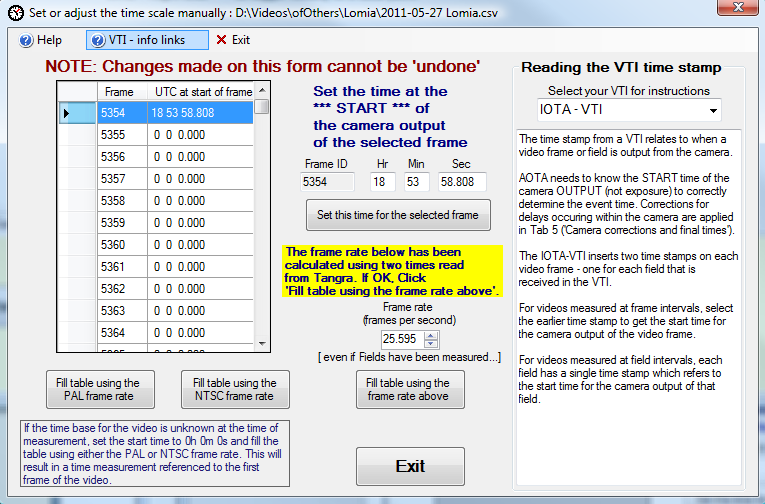 Set or adjust the time scale manually : D:\Videos\ofOthers\Lomia\2011-05-27 Lomia.csv
Help
VTI - info links
Exit
NOTE: Changes made on this form cannot be 'undone'
Frame UTC at start of frame
5354 18 53 58.808
5355 0 0 0.000
5356 0 0 0.000
5357 0 0 0.000
5358 0 0 0.000
5359 0 0 0.000
5360 0 0 0.000
5361 0 0 0.000
5362 0 0 0.000
5363 0 0 0.000
5364 0 0 0.000
Fill table using the
PAL frame rate
Fill table using the
NTSC frame rate
If the time base for the video is unknown at the time of
measurement, set the start time to 0h 0m 0s and fill the
table using either the PAL or NTSC frame rate. This will
result in a time measurement referenced to the first
frame of the video.
Set the time at the
*** START *** of
the camera output
of the selected frame
Frame ID Hr Min Sec
5354 18 53 58.808
Set this time for the selected frame
The frame rate below has been
calculated using two times read
from Tangra. If OK, Click
'Fill table using the frame rate above'.
Frame rate
(frames per second)
25.595
[ even if Fields have been measured...]
Fill table using the
frame rate above
Exit
Reading the VTI time stamp
Select your VTI for instructions
IOTA - VTI
The time stamp from a VTI relates to when a
video frame or field is output from the camera.
AOTA needs to know the START time of the
camera OUTPUT (not exposure) to correctly
determine the event time. Corrections for
delays occuring within the camera are applied
in Tab 5 ('Camera corrections and final times').
The IOTA-VTI inserts two time stamps on each
video frame - one for each field that is
received in the VTI.
For videos measured at frame intervals, select
the earlier time stamp to get the start time for
the camera output of the video frame.
For videos measured at field intervals, each
field has a single time stamp which refers to
the start time for the camera output of that
field.